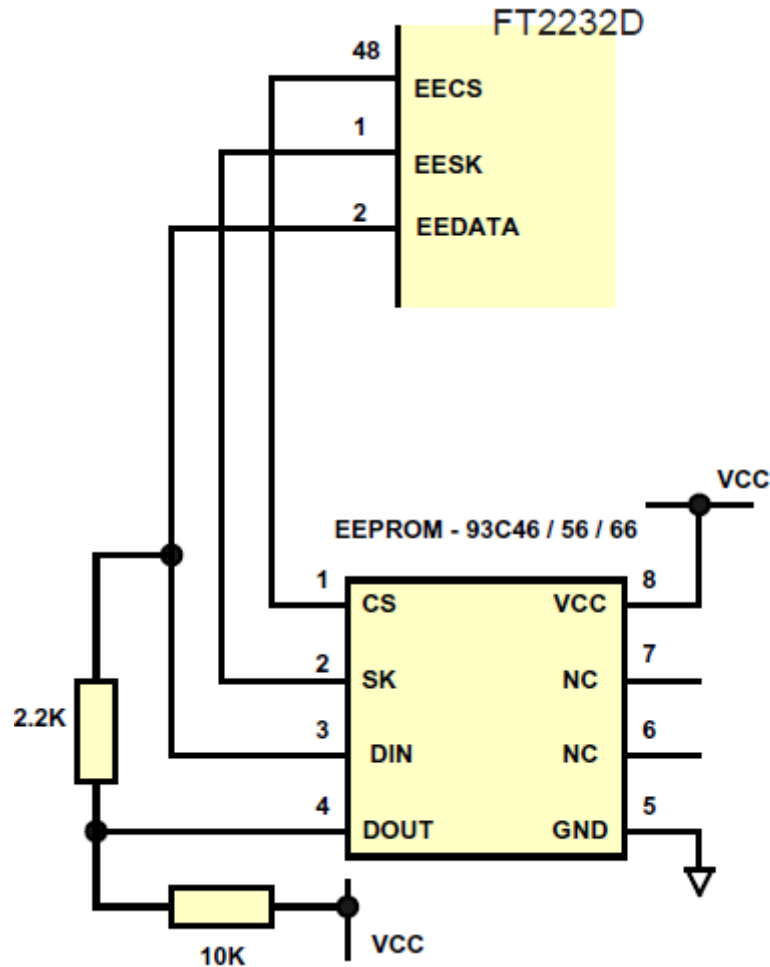 FT2232D
48
EECS
1
EESK
2
EEDATA
VCC
EEPROM - 93C46 / 56 / 66
1
CS
VCC
8
2
SK
NC
7
2.2K
3
DIN
NC
6
4
DOUT
GND
5
10K
VCC